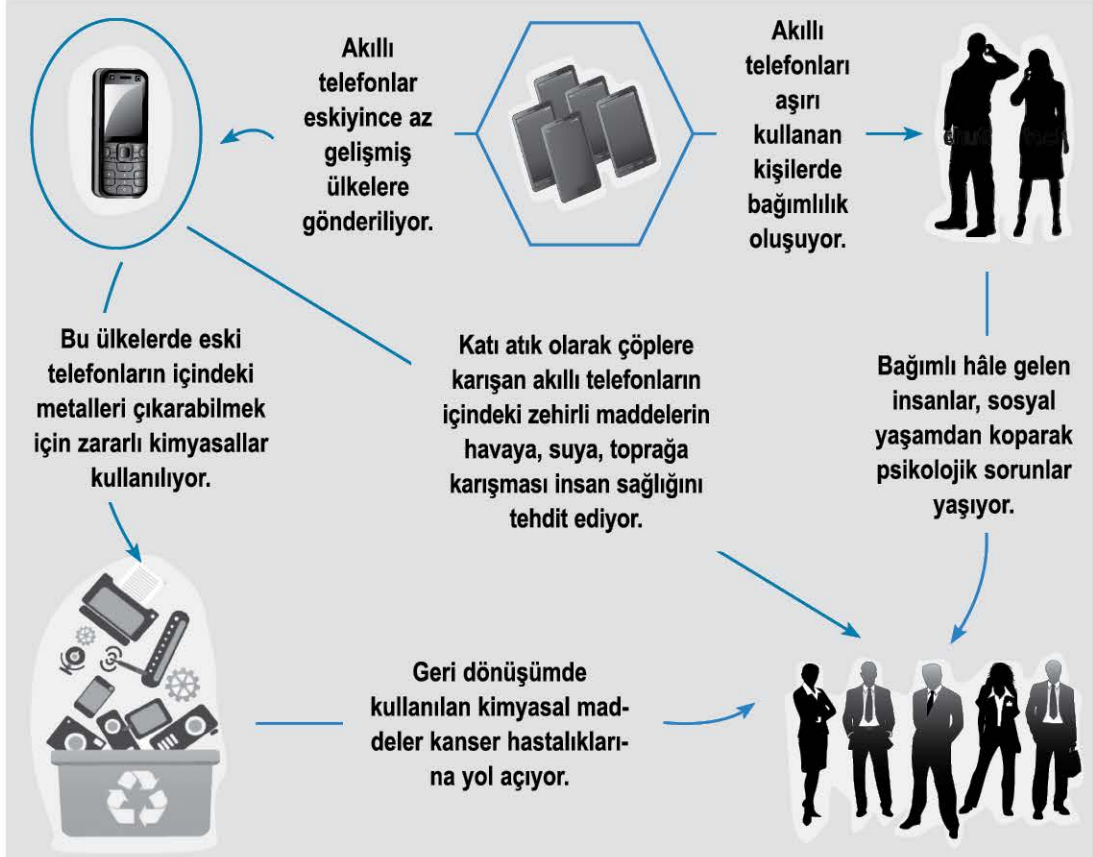 Akıllı
telefonlar
eskiyince az
gelişmiş
ülkelere
gönderiliyor.
Akıllı
telefonları
aşırı
kullanan
kişilerde
bağımlılık
oluşuyor.
Bu ülkelerde eski
telefonların içindeki
metalleri çıkarabilmek
için zararlı kimyasallar
kullanılıyor.
Katı atık olarak çöplere
karışan akıllı telefonların
içindeki zehirli maddelerin
havaya, suya, toprağa
karışması insan sağlığını
tehdit ediyor.
Bağımlı hâle gelen
insanlar, sosyal
yaşamdan koparak
psikolojik sorunlar
yaşıyor.
Geri dönüşümde
kullanılan kimyasal mad-
deler kanser hastalıkları-
na yol açıyor.